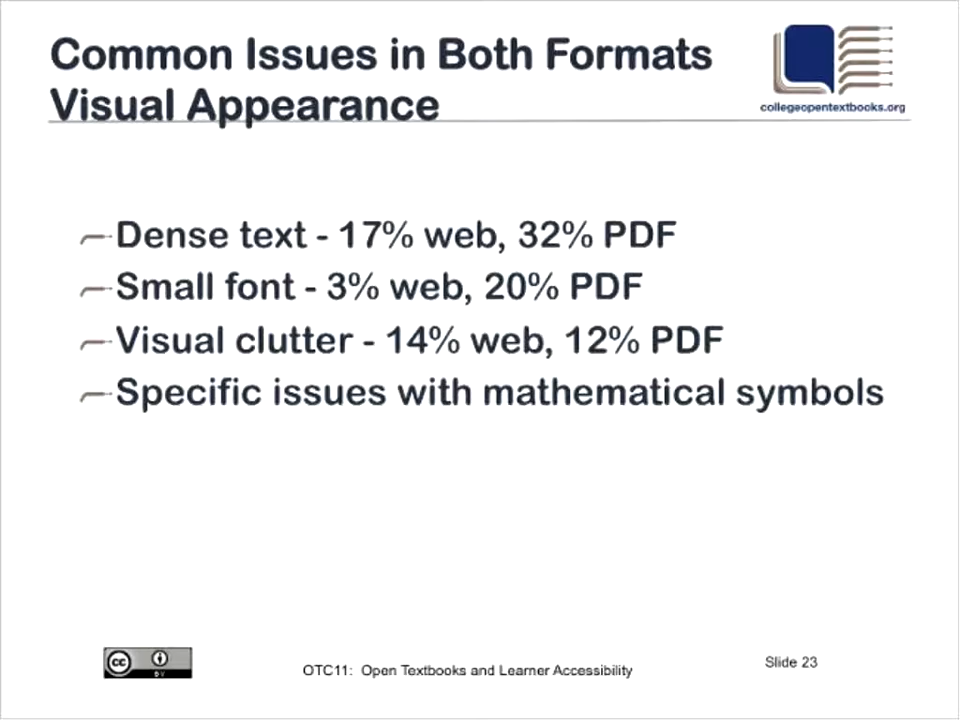 Common Issues in Both Formats
Visual Appearance
collegeopentextbooks.org
Dense text - 17% web, 32% PDF
Small font - 3% web, 20% PDF
Visual clutter - 14% web, 12% PDF
Specific issues with mathematical symbols
cc
BY
OTC11: Open Textbooks and Learner Accessibility
Slide 23